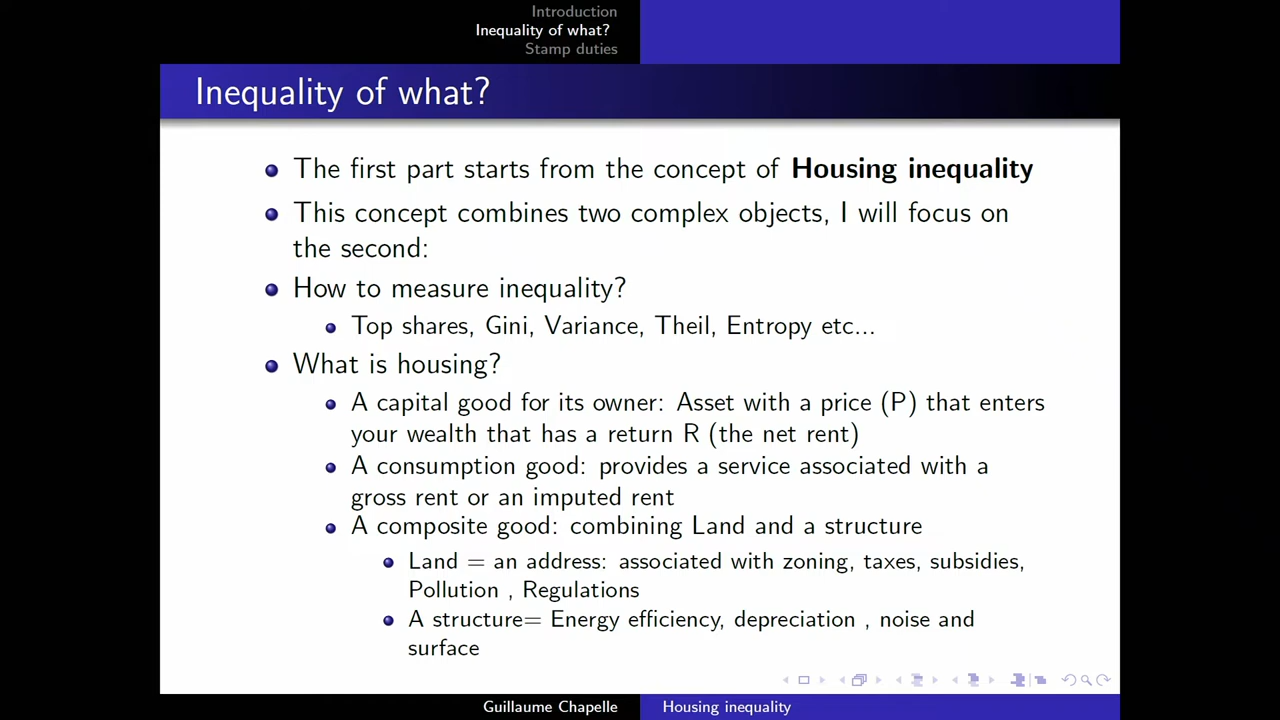 Introduction
Inequality of what?
Stamp duties
Inequality of what?
The first part starts from the concept of Housing inequality
This concept combines two complex objects, I will focus on
the second:
How to measure inequality?
Top shares, Gini, Variance, Theil, Entropy etc...
What is housing?
A capital good for its owner: Asset with a price (P) that enters
your wealth that has a return R (the net rent)
A consumption good: provides a service associated with a
gross rent or an imputed rent
A composite good: combining Land and a structure
Land = an address: associated with zoning, taxes, subsidies,
Pollution , Regulations
A structure= Energy efficiency, depreciation , noise and
surface
Guillaume Chapelle
Housing inequality